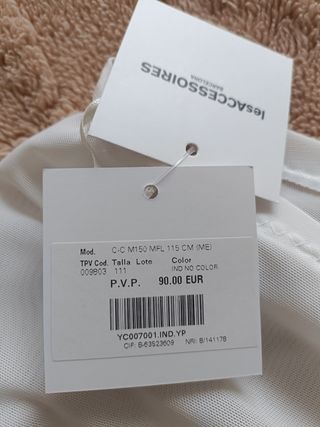 lesACCESSOIRES
BARCELONA
Mod. C-C M150 MFL 115 CM (ME)
TPV Cod. Talla Lote Color
009803 111 IND NO COLOR
P.V.P. 90.00 EUR
YC007001.IND.YP
CIF: B-63523609 NRI: B/141178